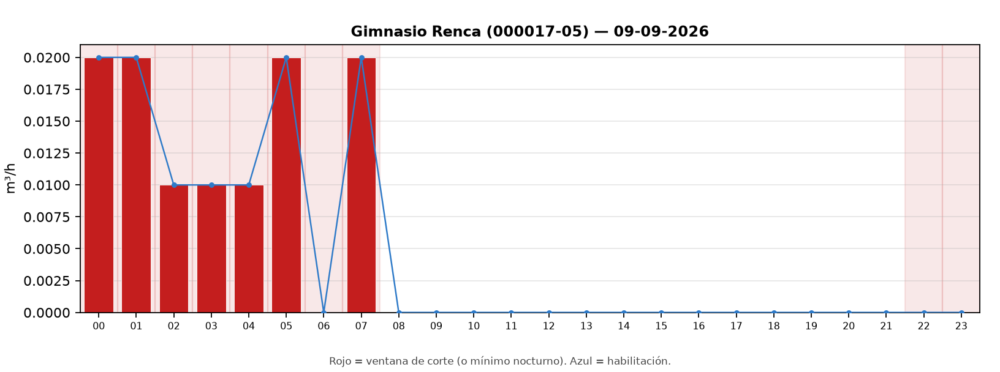 Gimnasio Renca (000017-05) — 09-09-2026
m³/h
0.0200
0.0175
0.0150
0.0125
0.0100
0.0075
0.0050
0.0025
0.0000
00 01 02 03 04 05 06 07 08 09 10 11 12 13 14 15 16 17 18 19 20 21 22 23
Rojo = ventana de corte (o mínimo nocturno). Azul = habilitación.